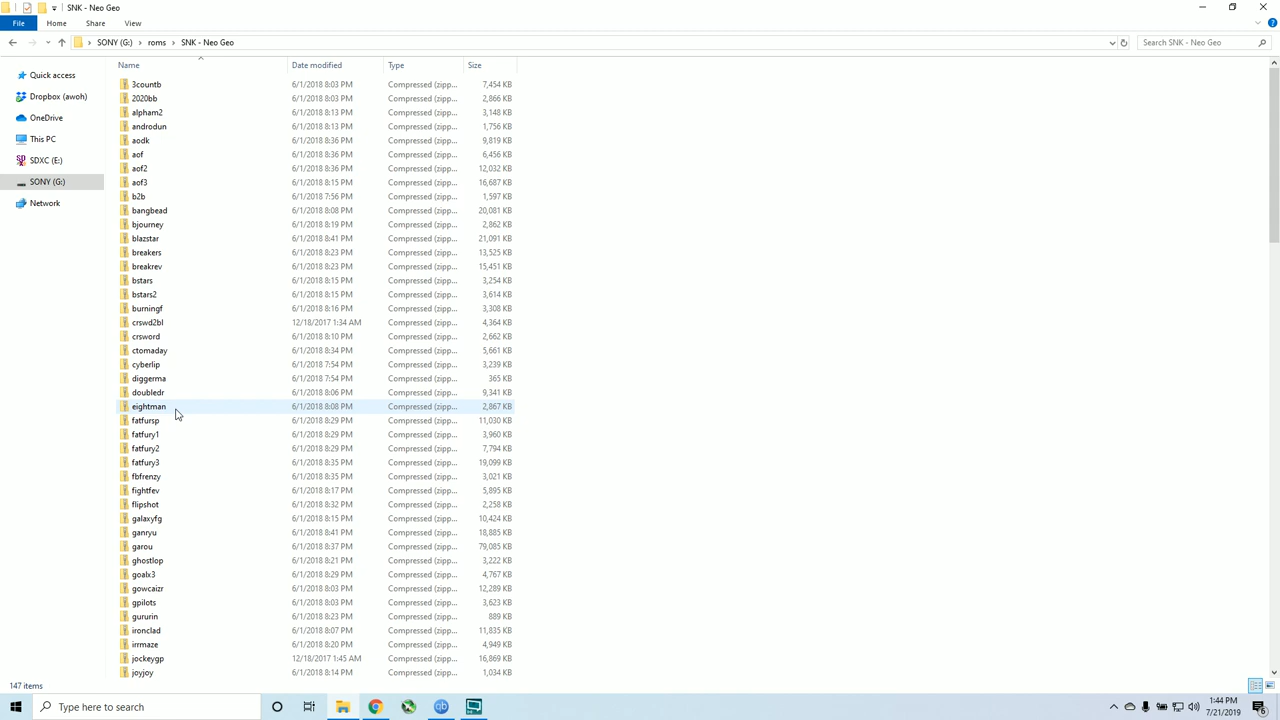 SNK - Neo Geo
File Home Share View
SONY (G:) roms SNK - Neo Geo Search SNK - Neo Geo
Name Date modified Type Size
Quick access
Dropbox (awoh)
OneDrive
This PC
SDXC (E:)
SONY (G:)
Network
3countb 6/1/2018 8:03 PM Compressed (zipp... 7,454 KB
2020bb 6/1/2018 8:03 PM Compressed (zipp... 2,866 KB
alpham2 6/1/2018 8:13 PM Compressed (zipp... 3,148 KB
androdun 6/1/2018 8:13 PM Compressed (zipp... 1,756 KB
aodk 6/1/2018 8:36 PM Compressed (zipp... 9,819 KB
aof 6/1/2018 8:36 PM Compressed (zipp... 6,456 KB
aof2 6/1/2018 8:36 PM Compressed (zipp... 12,032 KB
aof3 6/1/2018 8:15 PM Compressed (zipp... 16,687 KB
b2b 6/1/2018 7:56 PM Compressed (zipp... 1,597 KB
bangbead 6/1/2018 8:08 PM Compressed (zipp... 20,081 KB
bjourney 6/1/2018 8:19 PM Compressed (zipp... 2,862 KB
blazstar 6/1/2018 8:41 PM Compressed (zipp... 21,091 KB
breakers 6/1/2018 8:23 PM Compressed (zipp... 13,525 KB
breakrev 6/1/2018 8:23 PM Compressed (zipp... 15,451 KB
bstars 6/1/2018 8:15 PM Compressed (zipp... 3,254 KB
bstars2 6/1/2018 8:15 PM Compressed (zipp... 3,614 KB
burningf 6/1/2018 8:16 PM Compressed (zipp... 3,308 KB
crswd2bl 12/18/2017 1:34 AM Compressed (zipp... 4,364 KB
crsword 6/1/2018 8:10 PM Compressed (zipp... 2,662 KB
ctomaday 6/1/2018 8:34 PM Compressed (zipp... 5,661 KB
cyberlip 6/1/2018 7:54 PM Compressed (zipp... 3,239 KB
diggerma 6/1/2018 7:54 PM Compressed (zipp... 365 KB
doubledr 6/1/2018 8:06 PM Compressed (zipp... 9,341 KB
eightman 6/1/2018 8:08 PM Compressed (zipp... 2,867 KB
fatfursp 6/1/2018 8:29 PM Compressed (zipp... 11,030 KB
fatfury1 6/1/2018 8:29 PM Compressed (zipp... 3,960 KB
fatfury2 6/1/2018 8:29 PM Compressed (zipp... 7,794 KB
fatfury3 6/1/2018 8:35 PM Compressed (zipp... 19,099 KB
fbfrenzy 6/1/2018 8:35 PM Compressed (zipp... 3,021 KB
fightfev 6/1/2018 8:17 PM Compressed (zipp... 5,895 KB
flipshot 6/1/2018 8:32 PM Compressed (zipp... 2,258 KB
galaxyfg 6/1/2018 8:15 PM Compressed (zipp... 10,424 KB
ganryu 6/1/2018 8:41 PM Compressed (zipp... 18,885 KB
garou 6/1/2018 8:37 PM Compressed (zipp... 79,085 KB
ghostlop 6/1/2018 8:21 PM Compressed (zipp... 3,222 KB
goalx3 6/1/2018 8:29 PM Compressed (zipp... 4,767 KB
gowcaizr 6/1/2018 8:03 PM Compressed (zipp... 12,289 KB
gpilots 6/1/2018 8:03 PM Compressed (zipp... 3,623 KB
gururin 6/1/2018 8:23 PM Compressed (zipp... 889 KB
ironclad 6/1/2018 8:07 PM Compressed (zipp... 11,835 KB
irrmaze 6/1/2018 8:20 PM Compressed (zipp... 4,949 KB
jockeygp 12/18/2017 1:45 AM Compressed (zipp... 16,869 KB
joyjoy 6/1/2018 8:14 PM Compressed (zipp... 1,034 KB
147 items
Type here to search
qb
1:44 PM
7/21/2019
6